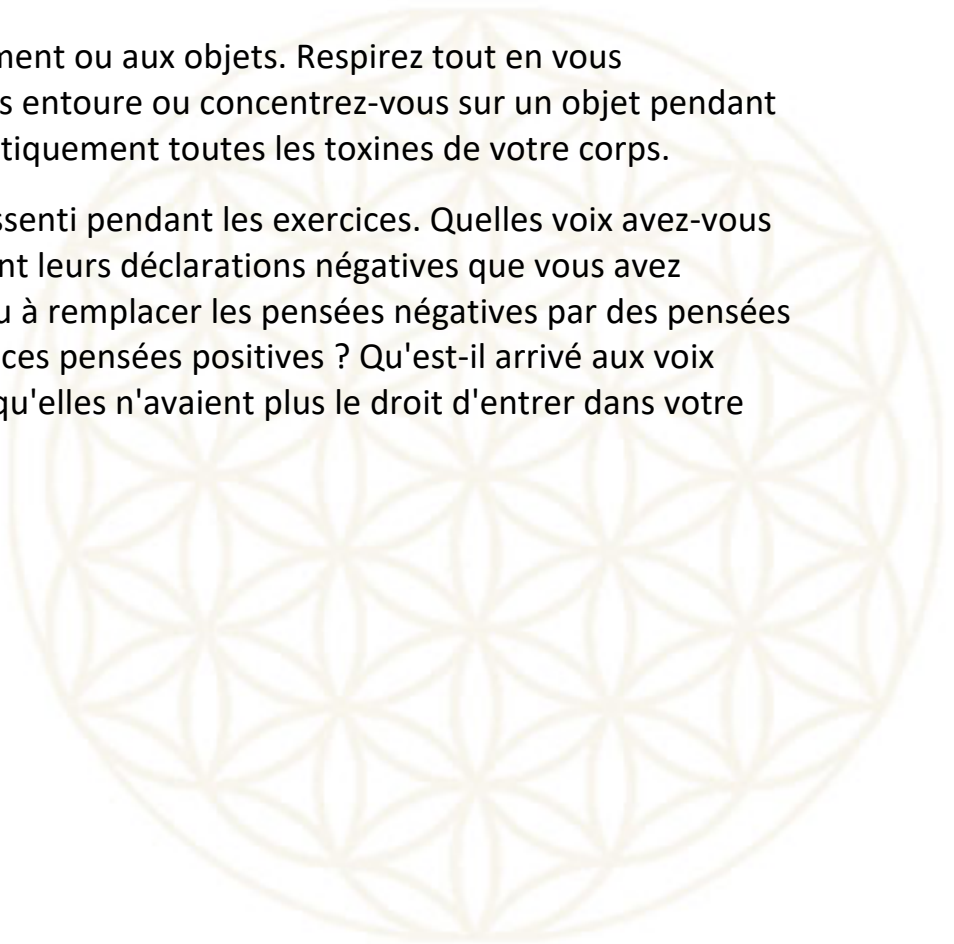 ment ou aux objets. Respirez tout en vous
s entoure ou concentrez-vous sur un objet pendant
tiquement toutes les toxines de votre corps.
ssenti pendant les exercices. Quelles voix avez-vous
nt leurs déclarations négatives que vous avez
u à remplacer les pensées négatives par des pensées
ces pensées positives ? Qu'est-il arrivé aux voix
qu'elles n'avaient plus le droit d'entrer dans votre